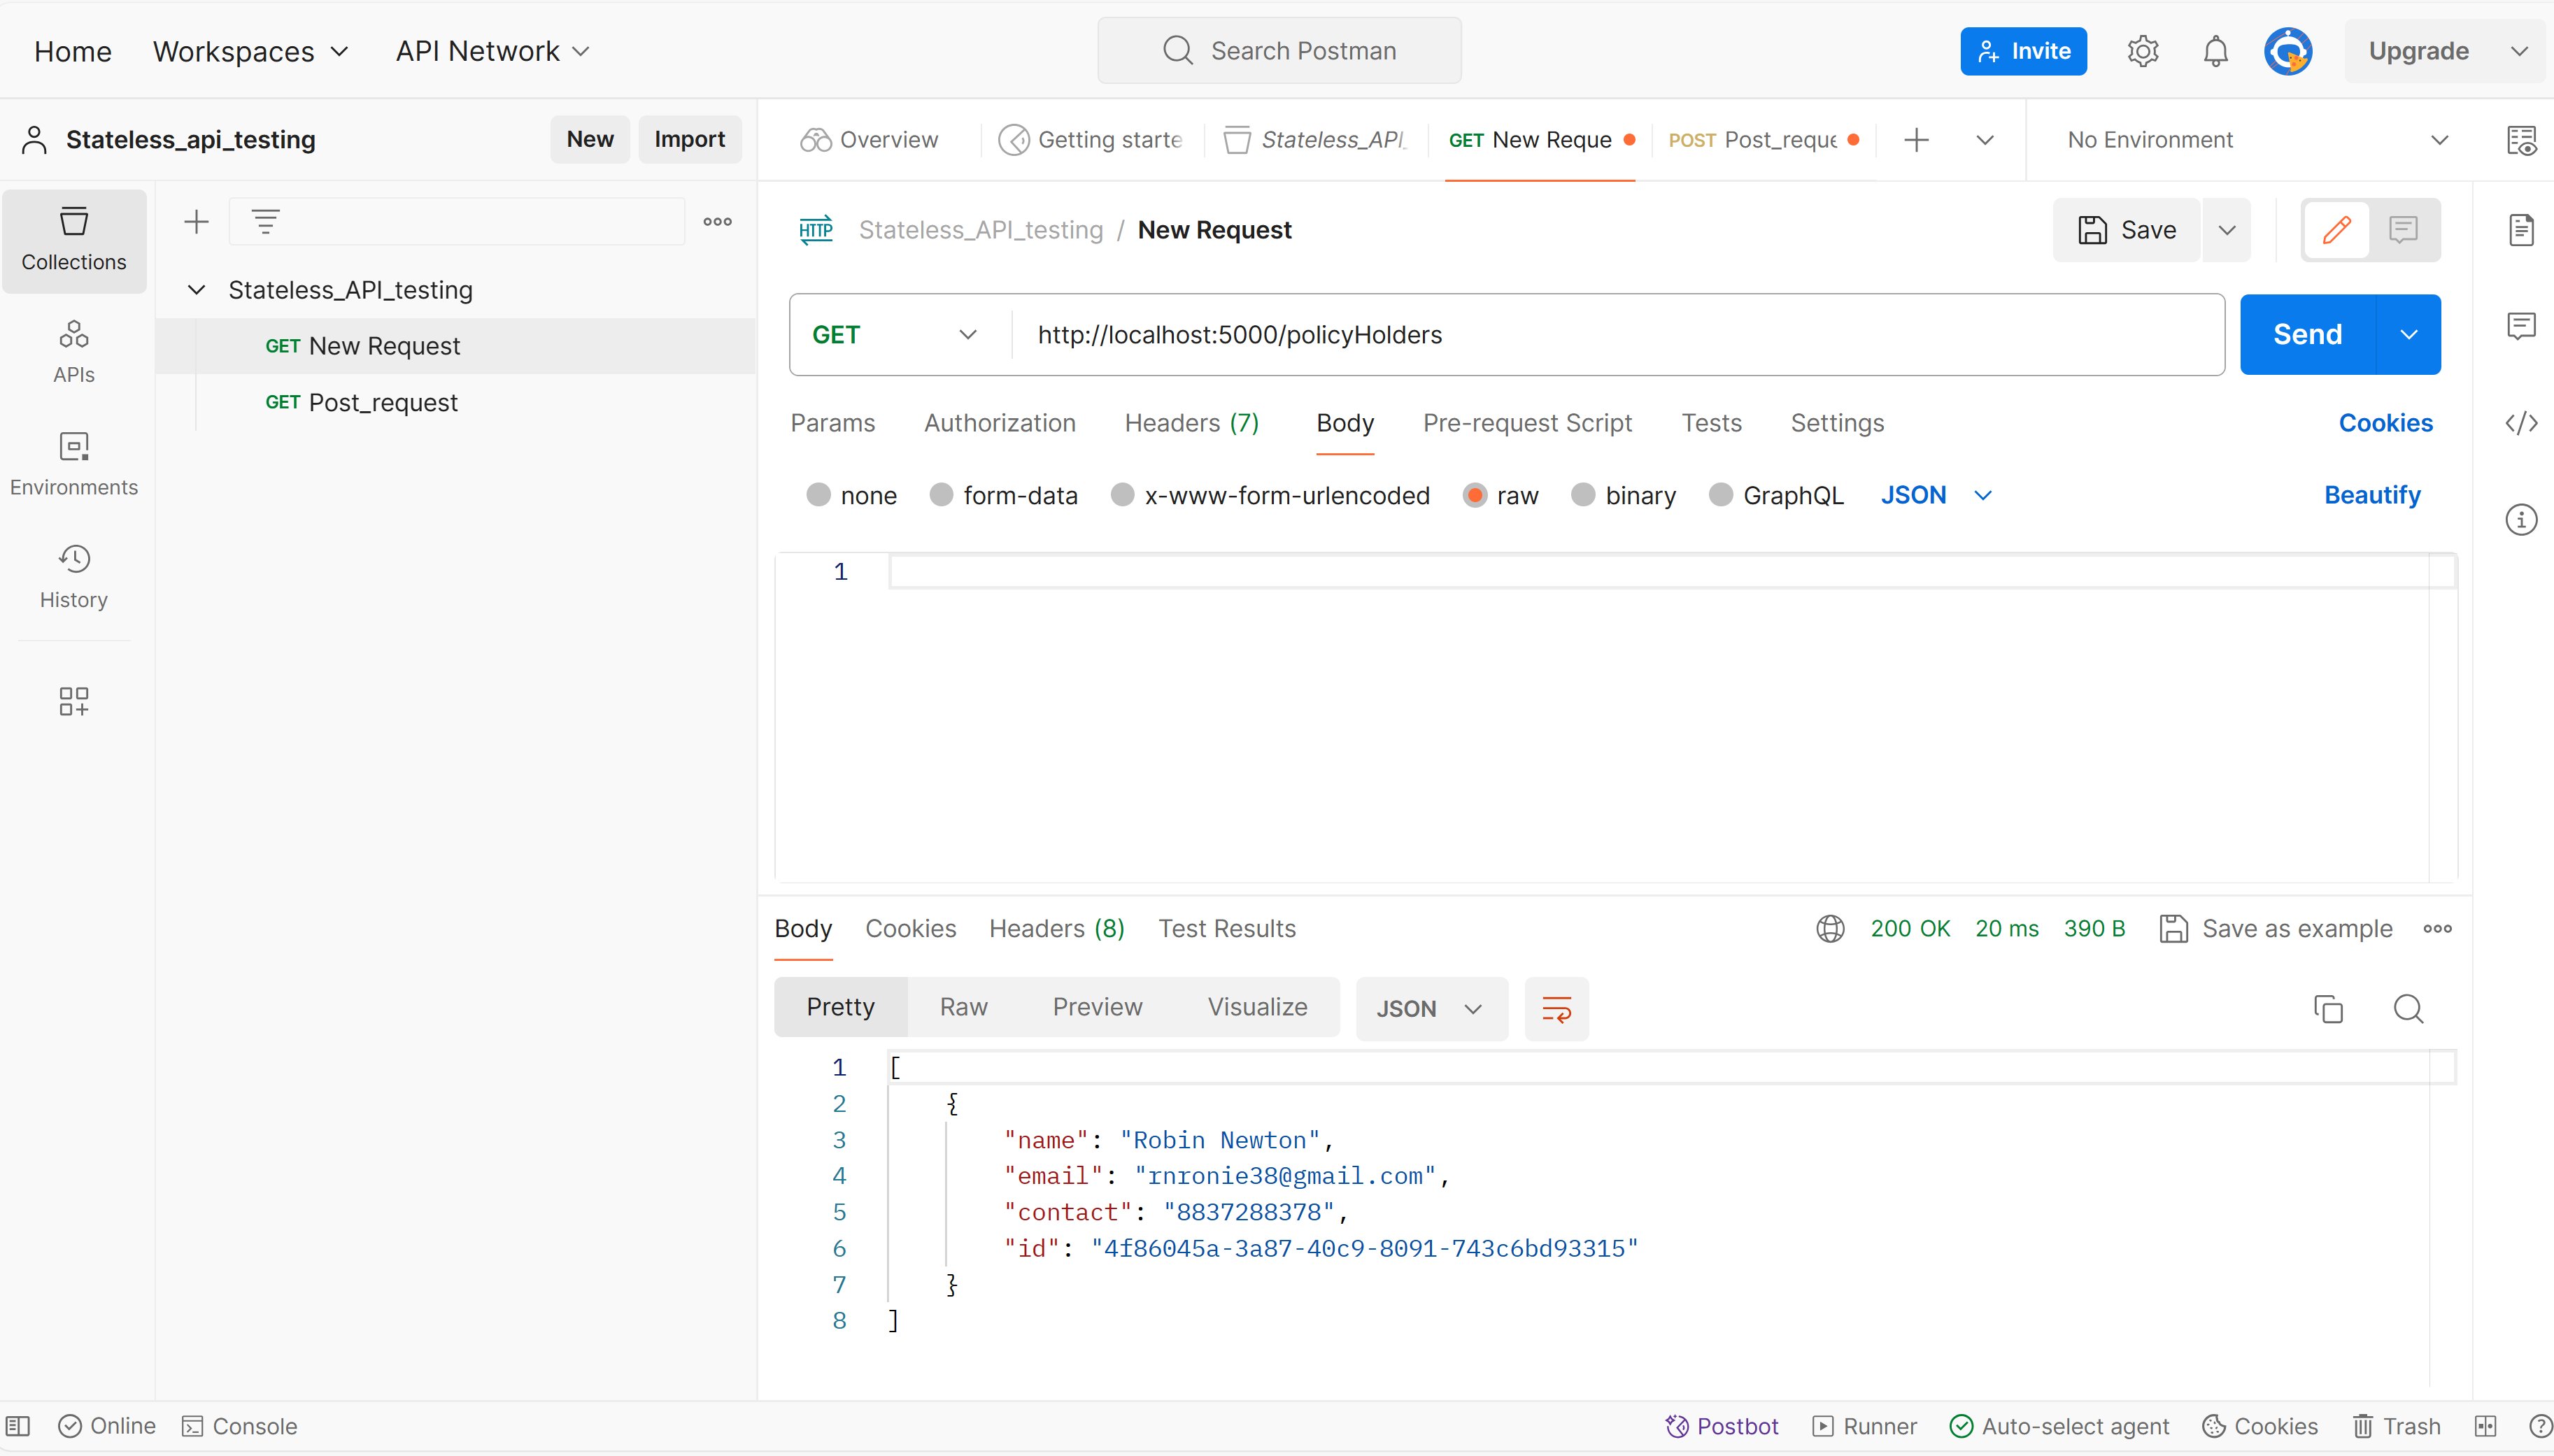 Home Workspaces API Network Search Postman Invite Upgrade
Stateless_api_testing New Import Overview Getting starte Stateless_API_ GET New Reque POST Post_reque No Environment
HTTP Stateless_API_testing / New Request Save
Collections
Stateless_API_testing
GET New Request
GET Post_request
APIs
Environments
History
GET http://localhost:5000/policyHolders Send
Params Authorization Headers (7) Body Pre-request Script Tests Settings Cookies
none form-data x-www-form-urlencoded raw binary GraphQL JSON Beautify
1
Body Cookies Headers (8) Test Results 200 OK 20 ms 390 B Save as example
Pretty Raw Preview Visualize JSON
1 [
2 {
3 "name": "Robin Newton",
4 "email": "rnronie38@gmail.com",
5 "contact": "8837288378",
6 "id": "4f86045a-3a87-40c9-8091-743c6bd93315"
7 }
8 ]
Online Console Postbot Runner Auto-select agent Cookies Trash